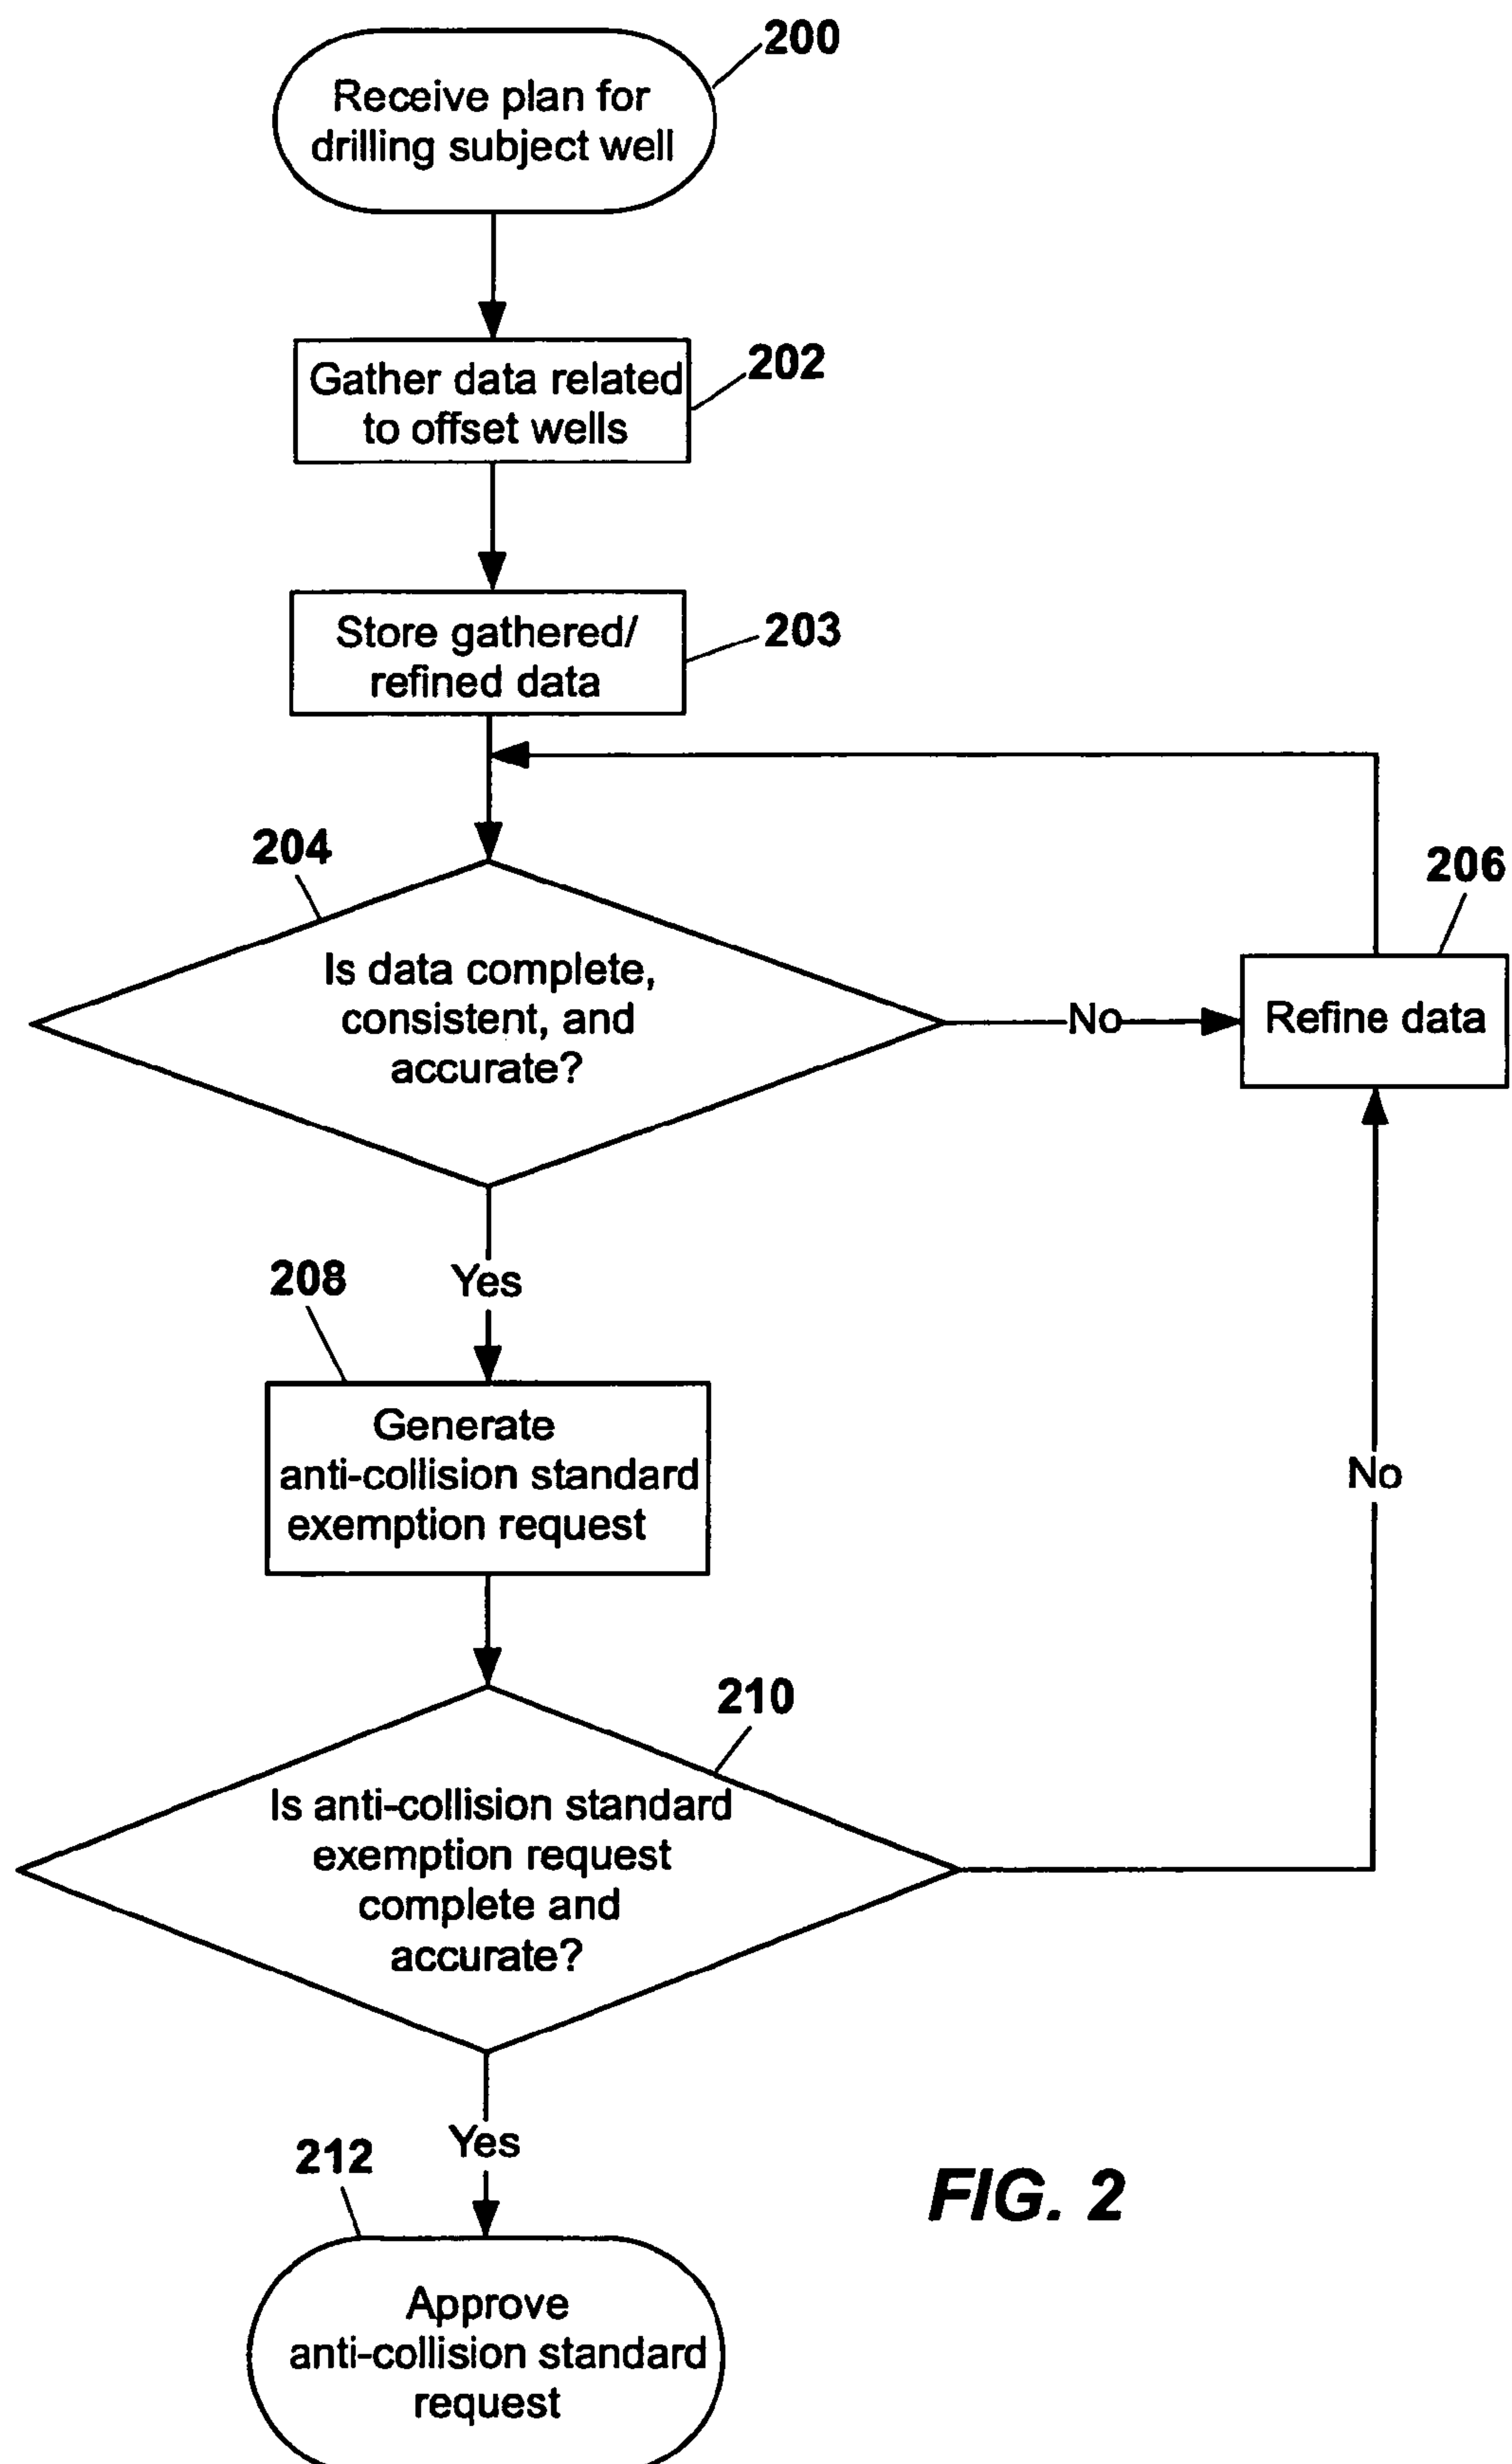 200
Receive plan for
drilling subject well
202
Gather data related
to offset wells
203
Store gathered/
refined data
204
Is data complete,
consistent, and
accurate?
No
206
Refine data
Yes
208
Generate
anti-collision standard
exemption request
No
210
Is anti-collision standard
exemption request
complete and
accurate?
Yes
212
Approve
anti-collision standard
request
FIG. 2